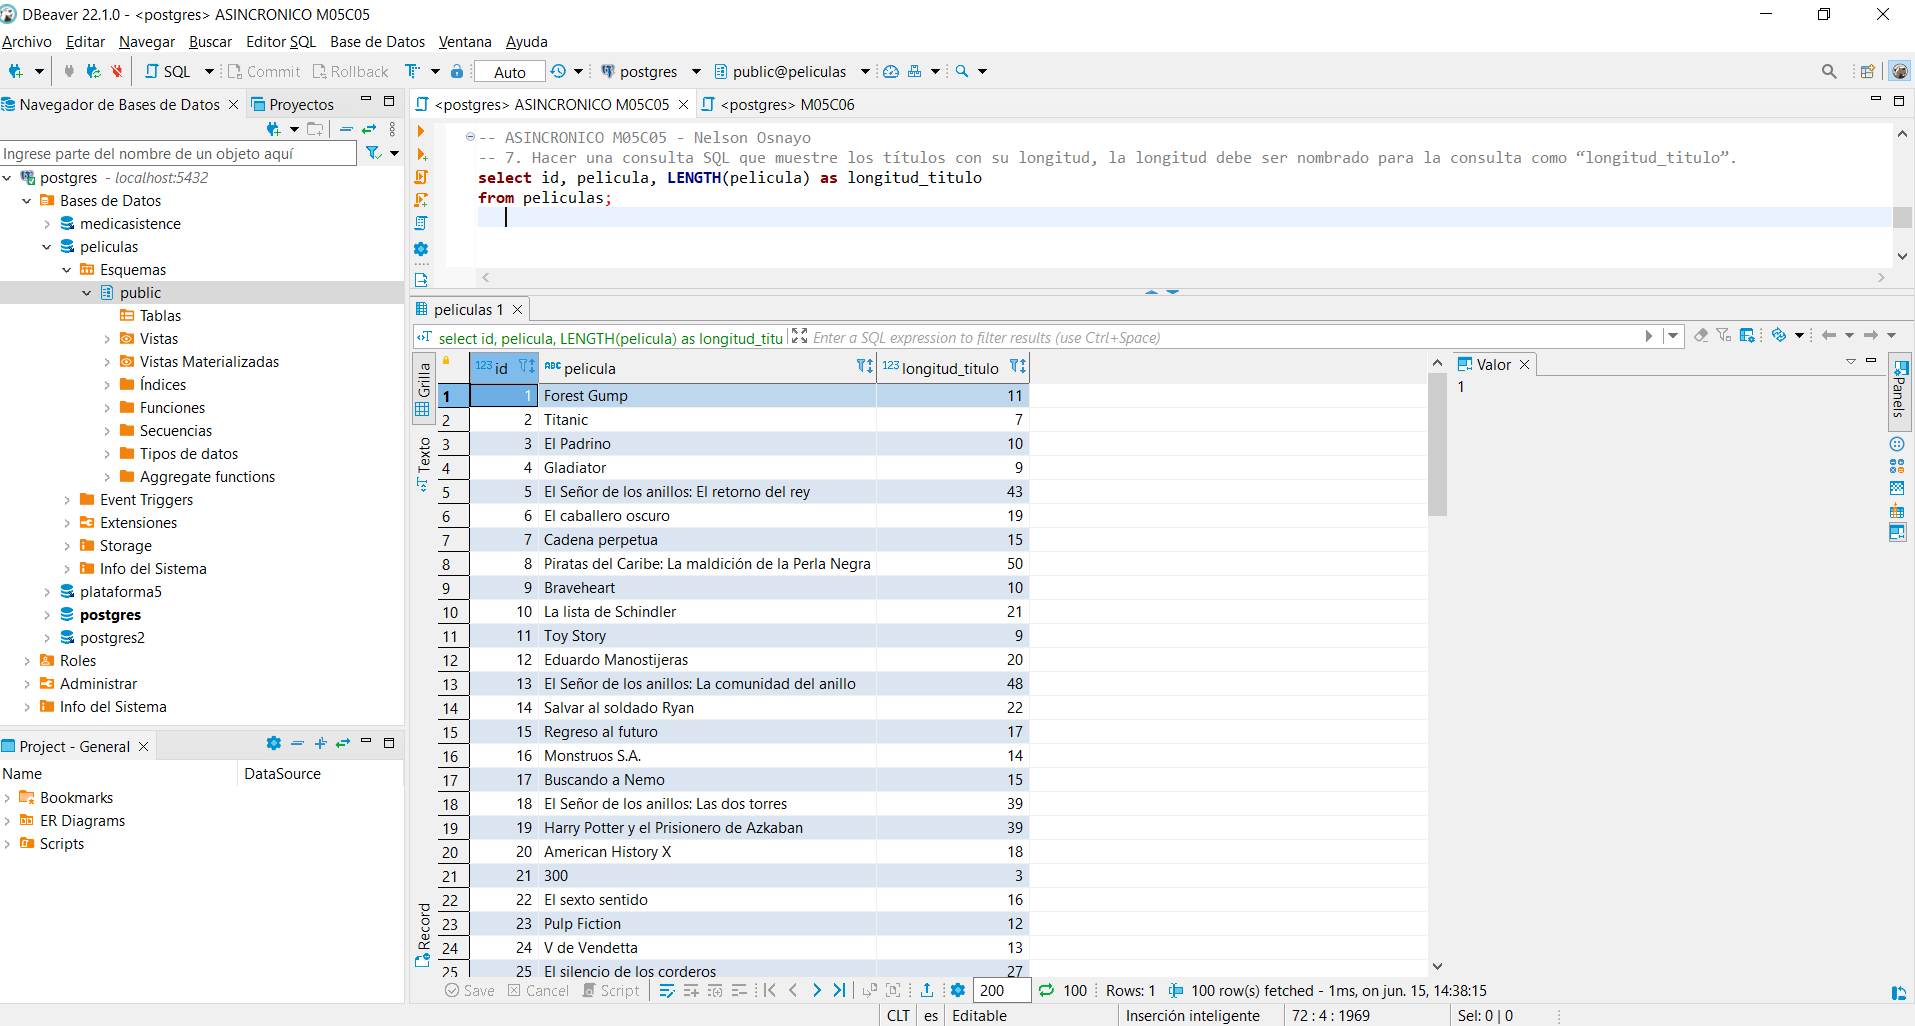 DBeaver 22.1.0 - <postgres> ASINCRONICO M05C05
Archivo Editar Navegar Buscar Editor SQL Base de Datos Ventana Ayuda
SQL Commit Rollback Auto postgres public@peliculas
Navegador de Bases de Datos Proyectos
Ingrese parte del nombre de un objeto aquí
postgres - localhost:5432
Bases de Datos
medicasistence
peliculas
Esquemas
public
Tablas
Vistas
Vistas Materializadas
Índices
Funciones
Secuencias
Tipos de datos
Aggregate functions
Event Triggers
Extensiones
Storage
Info del Sistema
plataforma5
postgres
postgres2
Roles
Administrar
Info del Sistema
Project - General
Name DataSource
Bookmarks
ER Diagrams
Scripts
<postgres> ASINCRONICO M05C05 <postgres> M05C06
-- ASINCRONICO M05C05 - Nelson Osnayo
-- 7. Hacer una consulta SQL que muestre los títulos con su longitud, la longitud debe ser nombrado para la consulta como “longitud_titulo”.
select id, pelicula, LENGTH(pelicula) as longitud_titulo
from peliculas;
peliculas 1
select id, pelicula, LENGTH(pelicula) as longitud_titu Enter a SQL expression to filter results (use Ctrl+Space)
Grilla
Texto
Record
123 id ABC pelicula 123 longitud_titulo
1 1 Forest Gump 11
2 2 Titanic 7
3 3 El Padrino 10
4 4 Gladiator 9
5 5 El Señor de los anillos: El retorno del rey 43
6 6 El caballero oscuro 19
7 7 Cadena perpetua 15
8 8 Piratas del Caribe: La maldición de la Perla Negra 50
9 9 Braveheart 10
10 10 La lista de Schindler 21
11 11 Toy Story 9
12 12 Eduardo Manostijeras 20
13 13 El Señor de los anillos: La comunidad del anillo 48
14 14 Salvar al soldado Ryan 22
15 15 Regreso al futuro 17
16 16 Monstruos S.A. 14
17 17 Buscando a Nemo 15
18 18 El Señor de los anillos: Las dos torres 39
19 19 Harry Potter y el Prisionero de Azkaban 39
20 20 American History X 18
21 21 300 3
22 22 El sexto sentido 16
23 23 Pulp Fiction 12
24 24 V de Vendetta 13
25 25 El silencio de los corderos 27
Valor
1
Panels
Save Cancel Script 200 100 Rows: 1 100 row(s) fetched - 1ms, on jun. 15, 14:38:15
CLT es Editable Inserción inteligente 72 : 4 : 1969 Sel: 0 | 0